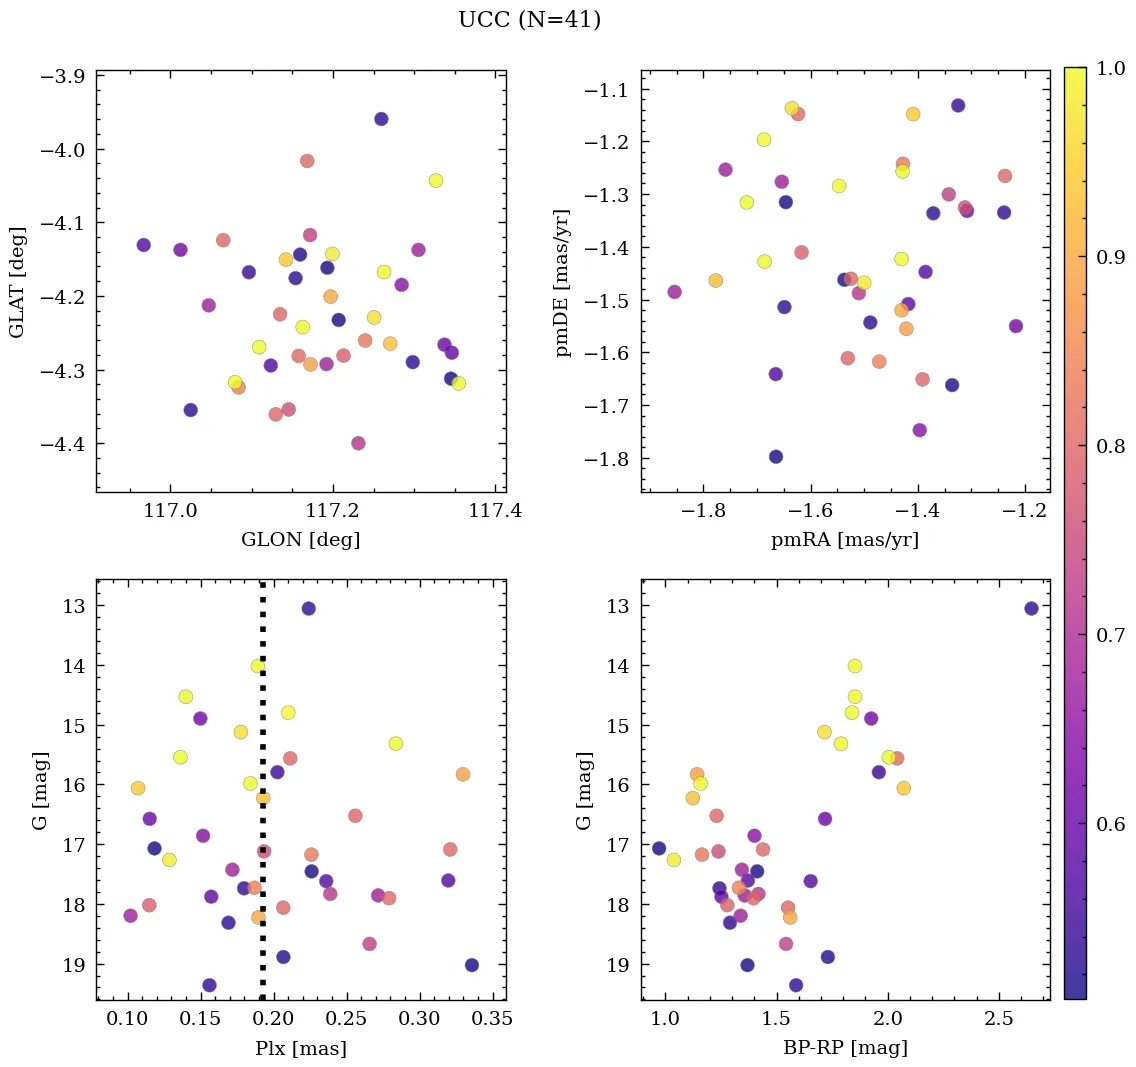 UCC (N=41)
−3.9
−4.0
−4.1
−4.2
−4.3
−4.4
GLAT [deg]
117.0 117.2 117.4
GLON [deg]
−1.1
−1.2
−1.3
−1.4
−1.5
−1.6
−1.7
−1.8
pmDE [mas/yr]
−1.8 −1.6 −1.4 −1.2
pmRA [mas/yr]
1.0
0.9
0.8
0.7
0.6
13
14
15
16
17
18
19
G [mag]
0.10 0.15 0.20 0.25 0.30 0.35
Plx [mas]
13
14
15
16
17
18
19
G [mag]
1.0 1.5 2.0 2.5
BP-RP [mag]